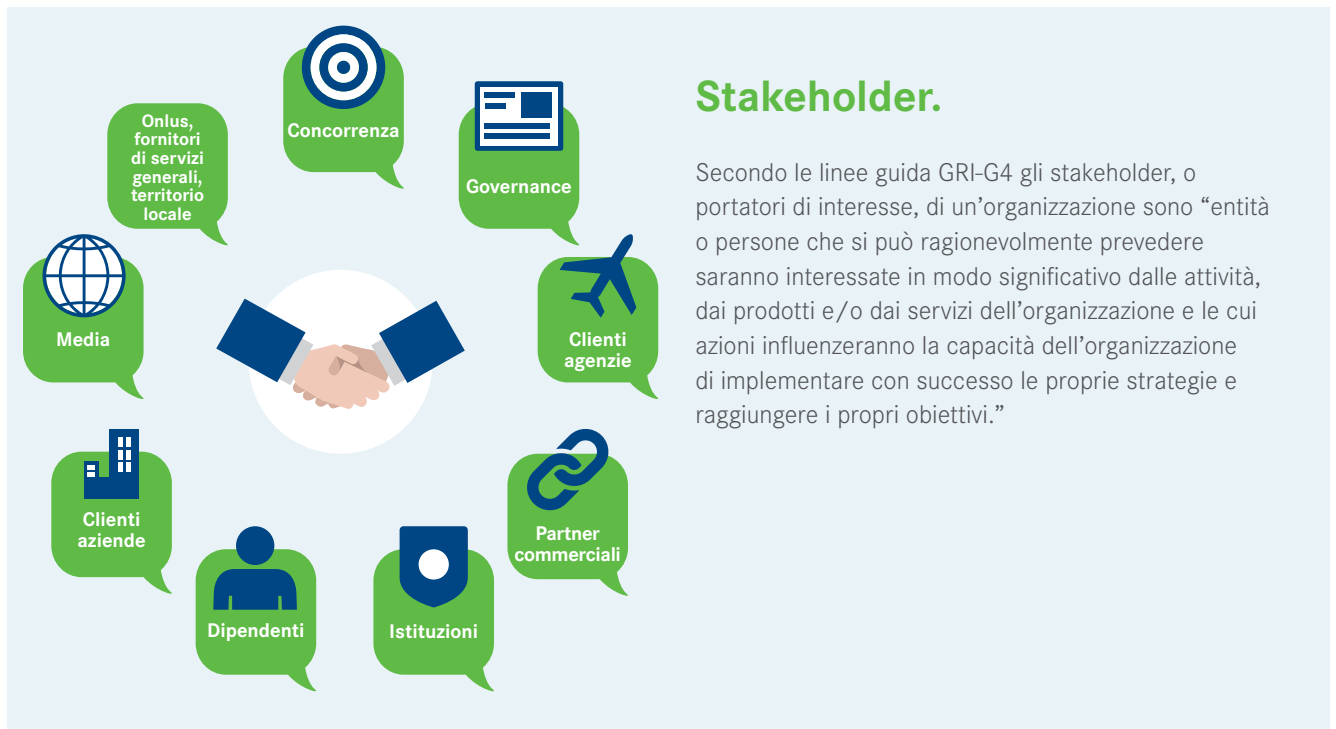 Concorrenza
Governance
Clienti
agenzie
Partner
commerciali
Istituzioni
Dipendenti
Clienti
aziende
Media
Onlus,
fornitori
di servizi
generali,
territorio
locale
Stakeholder.
Secondo le linee guida GRI-G4 gli stakeholder, o
portatori di interesse, di un’organizzazione sono “entità
o persone che si può ragionevolmente prevedere
saranno interessate in modo significativo dalle attività,
dai prodotti e/o dai servizi dell’organizzazione e le cui
azioni influenzeranno la capacità dell’organizzazione
di implementare con successo le proprie strategie e
raggiungere i propri obiettivi.”